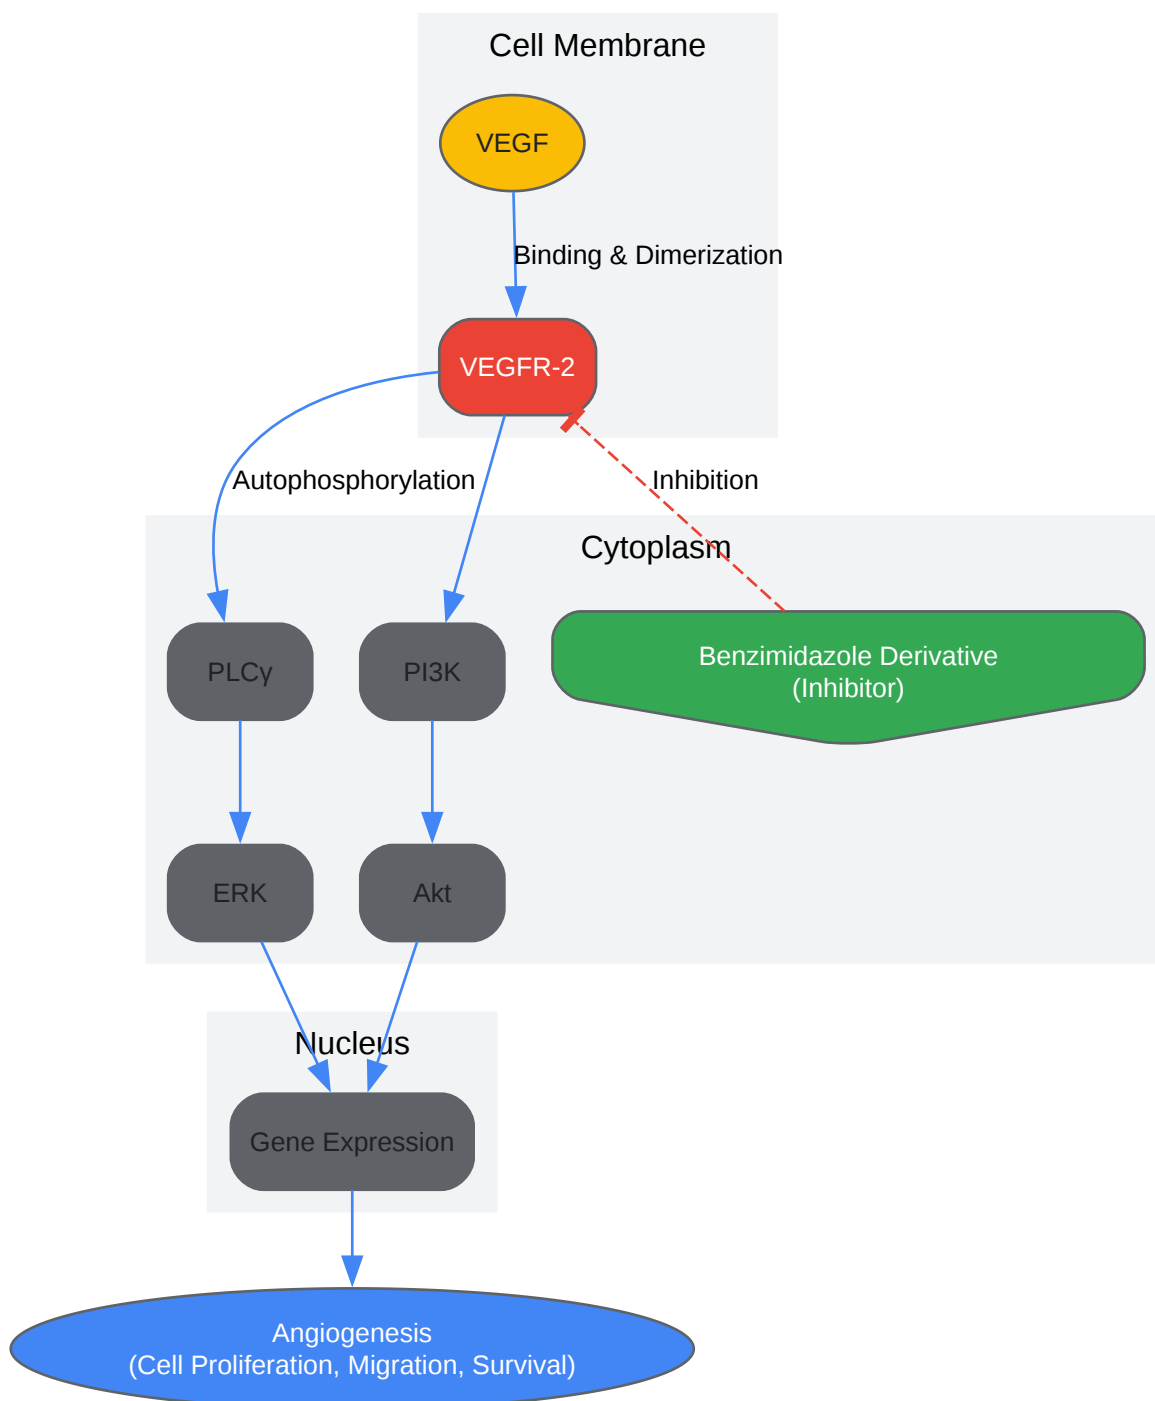 Cell Membrane
VEGF
Binding & Dimerization
VEGFR-2
Autophosphorylation
Inhibition
Cytoplasm
PLCγ
PI3K
Benzimidazole Derivative
(Inhibitor)
ERK
Akt
Nucleus
Gene Expression
Angiogenesis
(Cell Proliferation, Migration, Survival)